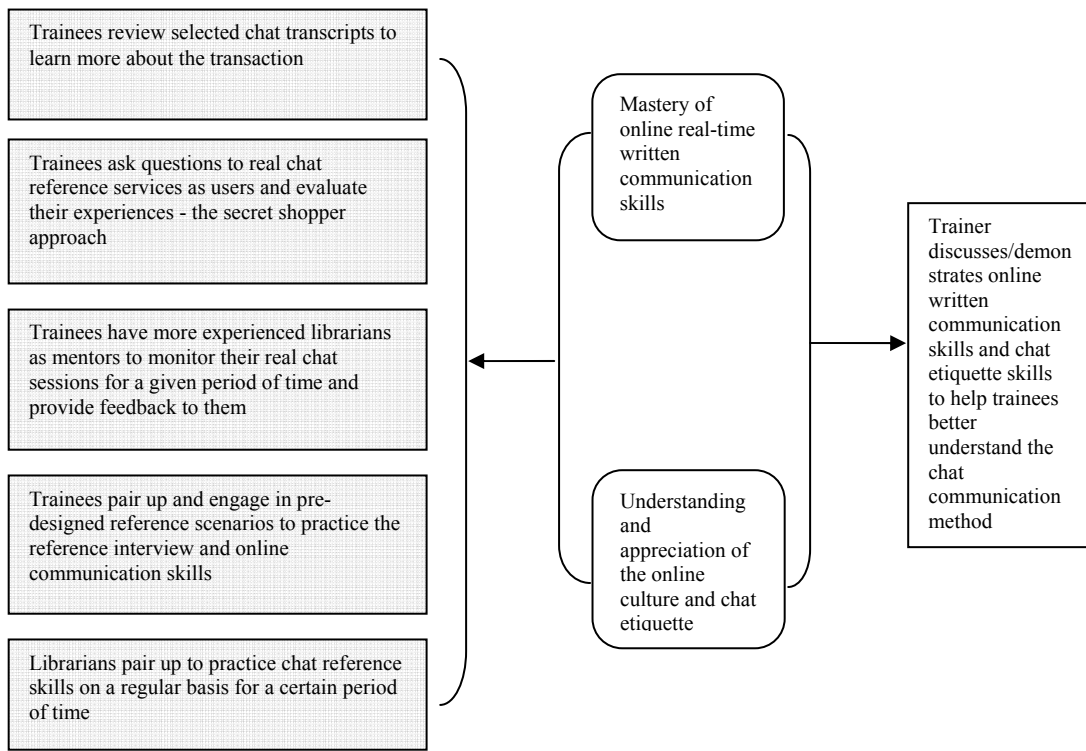 Trainees review selected chat transcripts to
learn more about the transaction
Trainees ask questions to real chat
reference services as users and evaluate
their experiences - the secret shopper
approach
Trainees have more experienced librarians
as mentors to monitor their real chat
sessions for a given period of time and
provide feedback to them
Trainees pair up and engage in pre-
designed reference scenarios to practice the
reference interview and online
communication skills
Librarians pair up to practice chat reference
skills on a regular basis for a certain period
of time
Mastery of
online real-time
written
communication
skills
Understanding
and
appreciation of
the online
culture and chat
etiquette
Trainer
discusses/demon
strates online
written
communication
skills and chat
etiquette skills
to help trainees
better
understand the
chat
communication
method